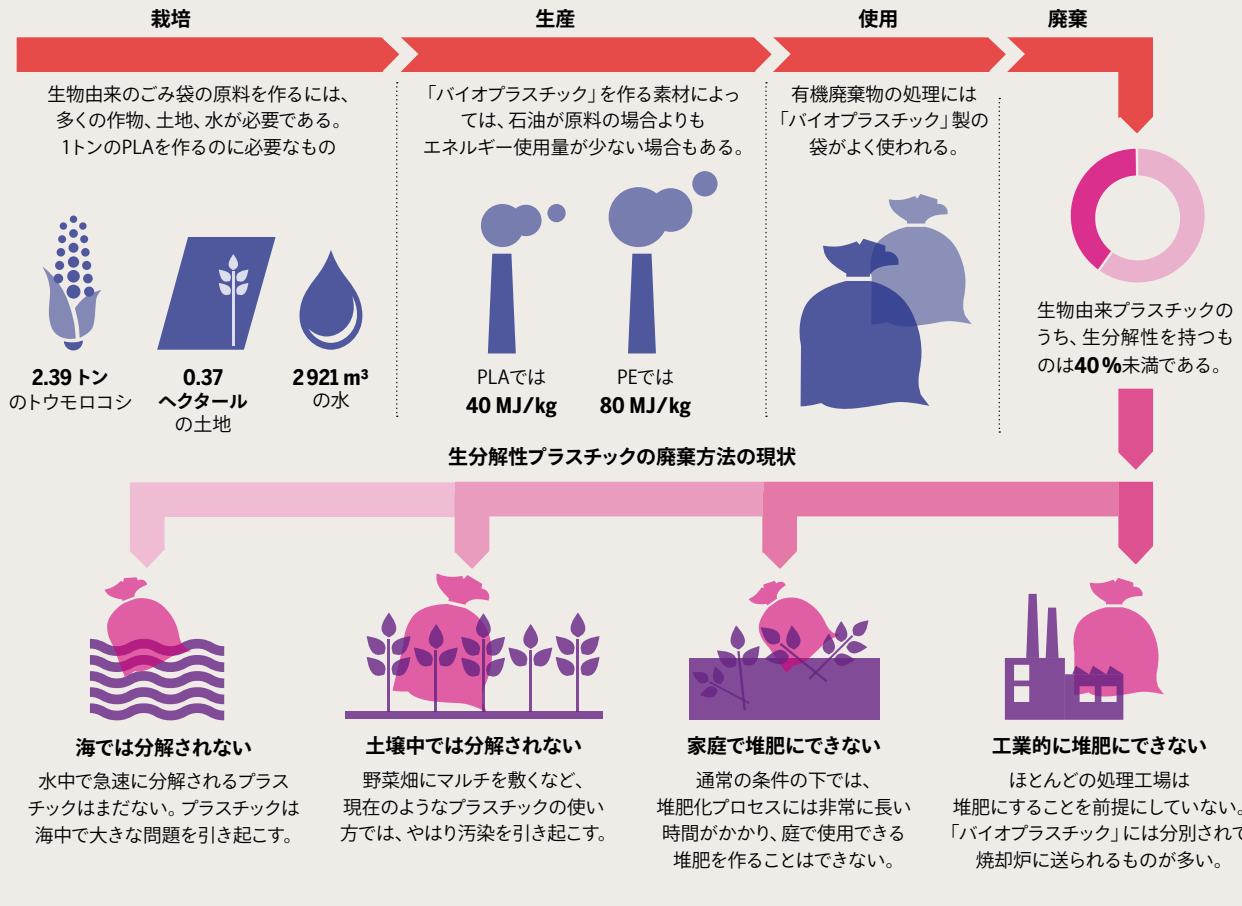 栽培
生産
使用
廃棄
生物由来のごみ袋の原料を作るには、
多くの作物、土地、水が必要である。
1トンのPLAを作るのに必要なもの
2.39 トン
のトウモロコシ
0.37
ヘクタール
の土地
2 921 m³
の水
「バイオプラスチック」を作る素材によっ
ては、石油が原料の場合よりも
エネルギー使用量が少ない場合もある。
PLAでは
40 MJ/kg
PEでは
80 MJ/kg
有機廃棄物の処理には
「バイオプラスチック」製の
袋がよく使われる。
生物由来プラスチックの
うち、生分解性を持つも
のは40 %未満である。
生分解性プラスチックの廃棄方法の現状
海では分解されない
水中で急速に分解されるプラス
チックはまだない。プラスチックは
海中で大きな問題を引き起こす。
土壌中では分解されない
野菜畑にマルチを敷くなど、
現在のようなプラスチックの使い
方では、やはり汚染を引き起こす。
家庭で堆肥にできない
通常の条件の下では、
堆肥化プロセスには非常に長い
時間がかかり、庭で使用できる
堆肥を作ることはできない。
工業的に堆肥にできない
ほとんどの処理工場は
堆肥にすることを前提にしていない。
「バイオプラスチック」には分別されて
焼却炉に送られるものが多い。